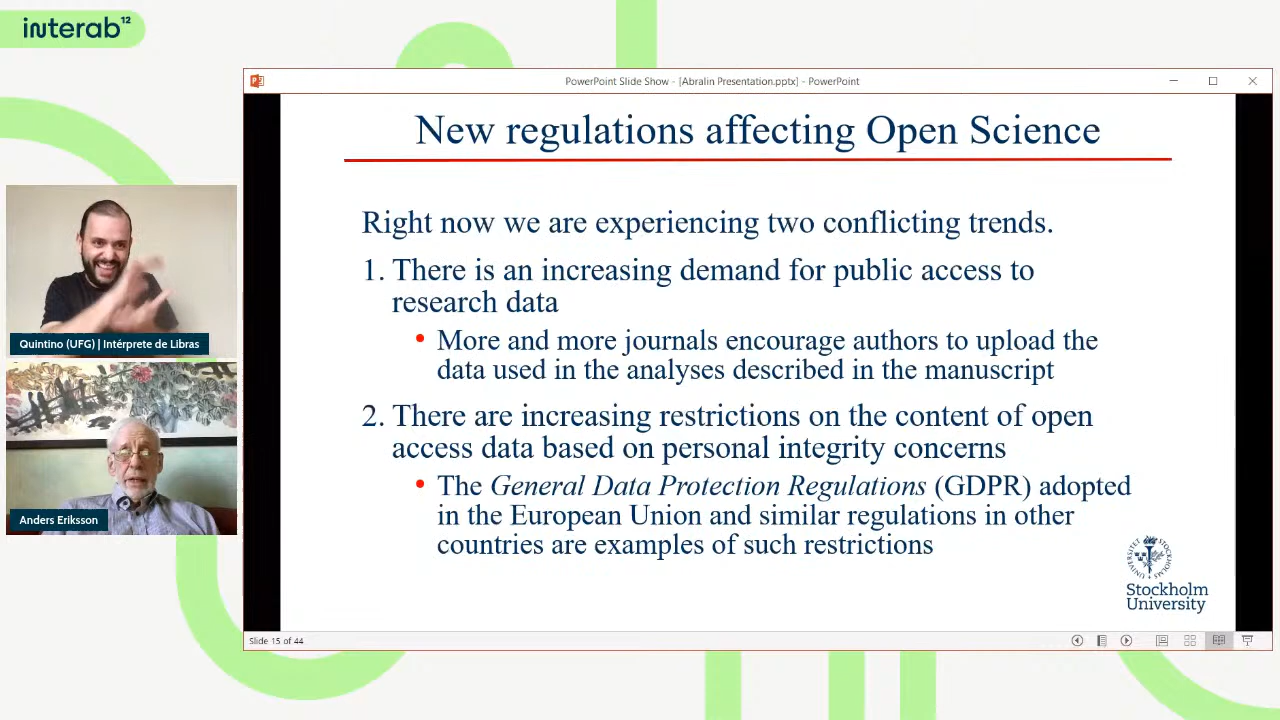 interab¹²
PowerPoint Slide Show - [Abralin Presentation.pptx] - PowerPoint
New regulations affecting Open Science
Right now we are experiencing two conflicting trends.
1. There is an increasing demand for public access to
research data
• More and more journals encourage authors to upload the
data used in the analyses described in the manuscript
2. There are increasing restrictions on the content of open
access data based on personal integrity concerns
• The General Data Protection Regulations (GDPR) adopted
in the European Union and similar regulations in other
countries are examples of such restrictions
Stockholm
University
Slide 15 of 44
Quintino (UFG) | Intérprete de Libras
Anders Eriksson